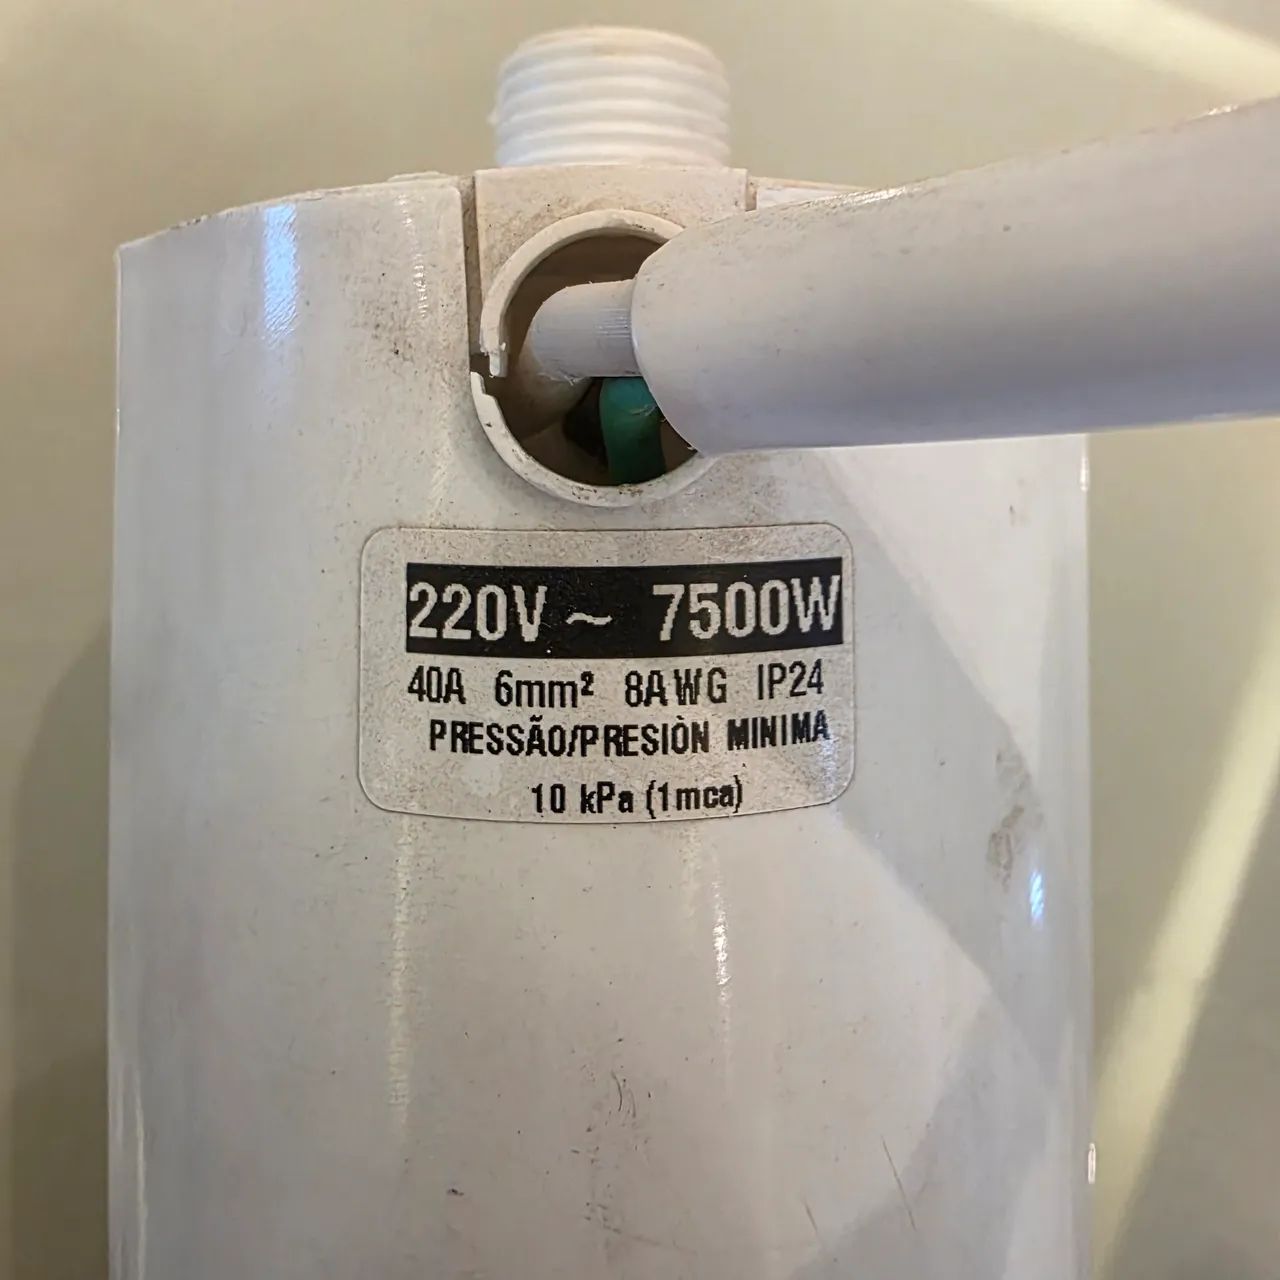 220V ~ 7500W
40A 6mm² 8AWG IP24
PRESSÃO/PRESIÒN MINIMA
10 kPa (1mca)